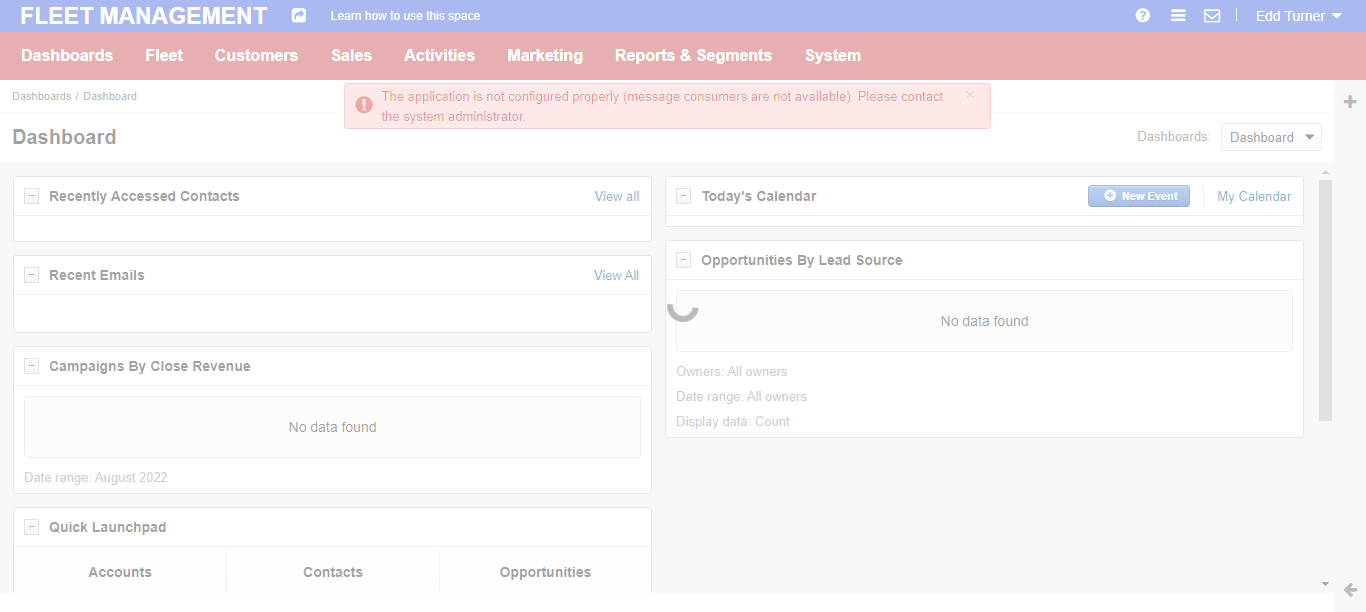 FLEET MANAGEMENT
Learn how to use this space
Edd Turner
Dashboards Fleet Customers Sales Activities Marketing Reports & Segments System
Dashboards / Dashboard
The application is not configured properly (message consumers are not available). Please contact
the system administrator.
×
Dashboard
Dashboards:
Dashboard
Recently Accessed Contacts
View all
Recent Emails
View All
Campaigns By Close Revenue
No data found
Date range: August 2022
Quick Launchpad
Accounts Contacts Opportunities
Today's Calendar
New Event
My Calendar
Opportunities By Lead Source
No data found
Owners: All owners
Date range: All owners
Display data: Count